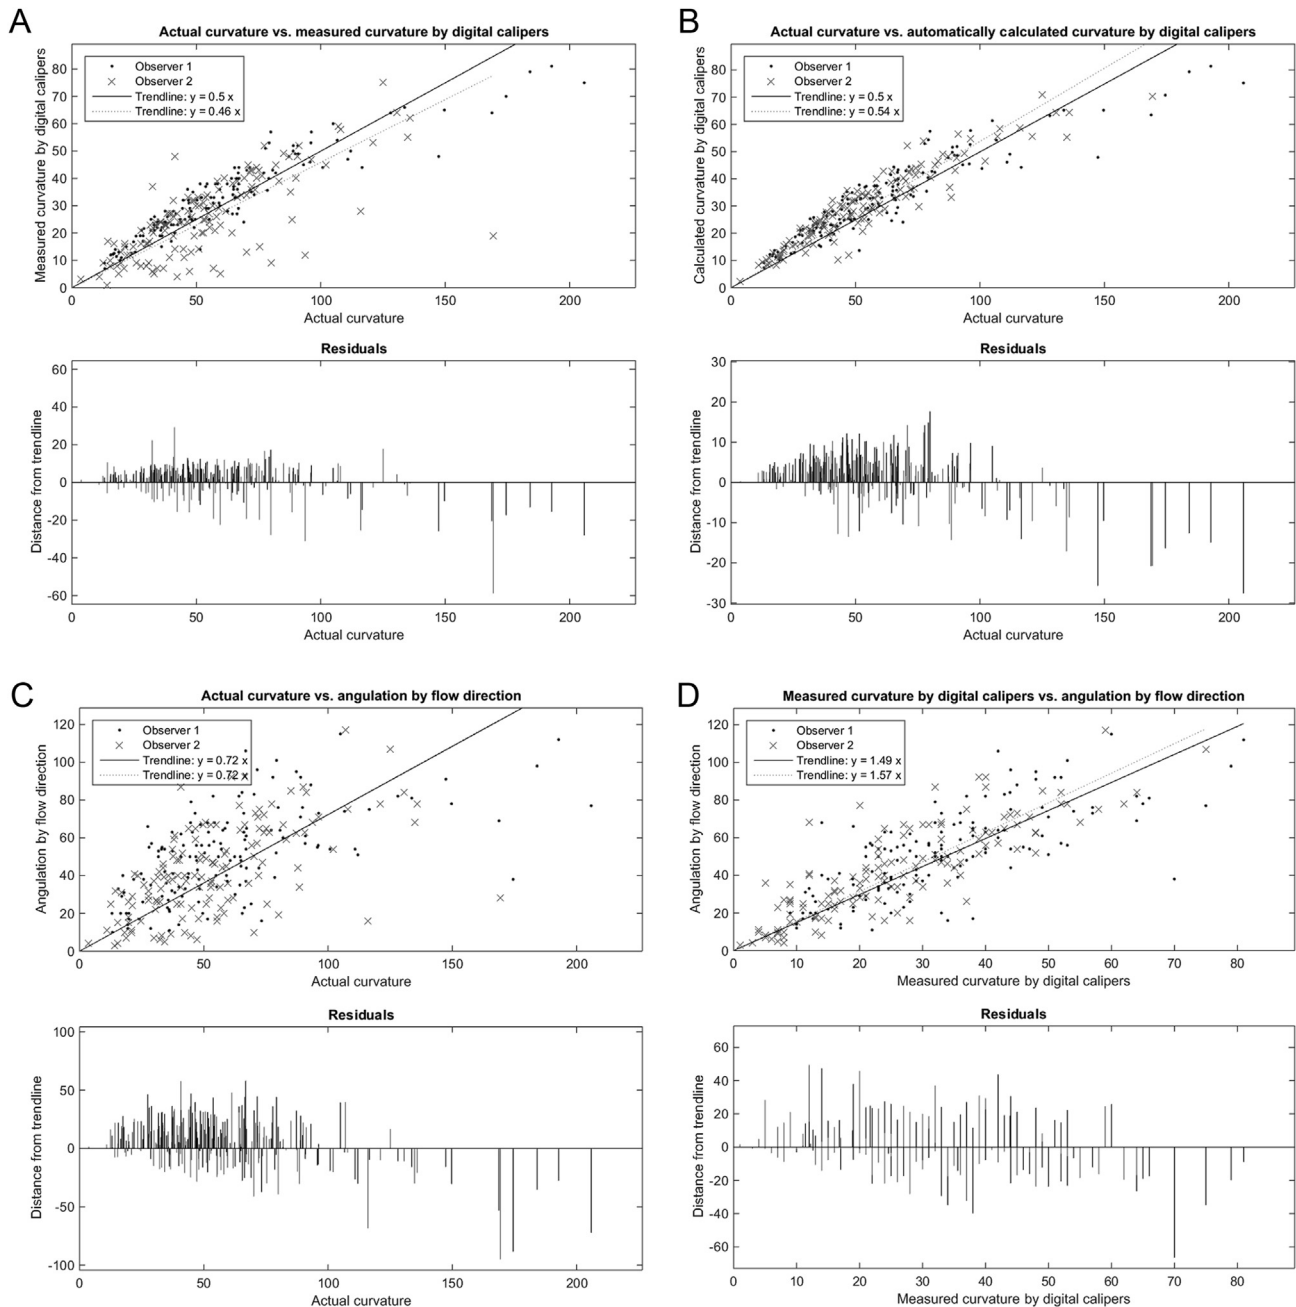 A
Actual curvature vs. measured curvature by digital calipers
Observer 1
Observer 2
Trendline: y = 0.5 x
Trendline: y = 0.46 x
Measured curvature by digital calipers
80
70
60
50
40
30
20
10
0
0 50 100 150 200
Actual curvature
Residuals
Distance from trendline
60
40
20
0
-20
-40
-60
0 50 100 150 200
Actual curvature
B
Actual curvature vs. automatically calculated curvature by digital calipers
Observer 1
Observer 2
Trendline: y = 0.5 x
Trendline: y = 0.54 x
Calculated curvature by digital calipers
80
70
60
50
40
30
20
10
0
0 50 100 150 200
Actual curvature
Residuals
Distance from trendline
30
20
10
0
-10
-20
-30
0 50 100 150 200
Actual curvature
C
Actual curvature vs. angulation by flow direction
Observer 1
Observer 2
Trendline: y = 0.72 x
Trendline: y = 0.72 x
Angulation by flow direction
120
100
80
60
40
20
0
0 50 100 150 200
Actual curvature
Residuals
Distance from trendline
100
50
0
-50
-100
0 50 100 150 200
Actual curvature
D
Measured curvature by digital calipers vs. angulation by flow direction
Observer 1
Observer 2
Trendline: y = 1.49 x
Trendline: y = 1.57 x
Angulation by flow direction
120
100
80
60
40
20
0
0 10 20 30 40 50 60 70 80
Measured curvature by digital calipers
Residuals
Distance from trendline
60
40
20
0
-20
-40
-60
0 10 20 30 40 50 60 70 80
Measured curvature by digital calipers